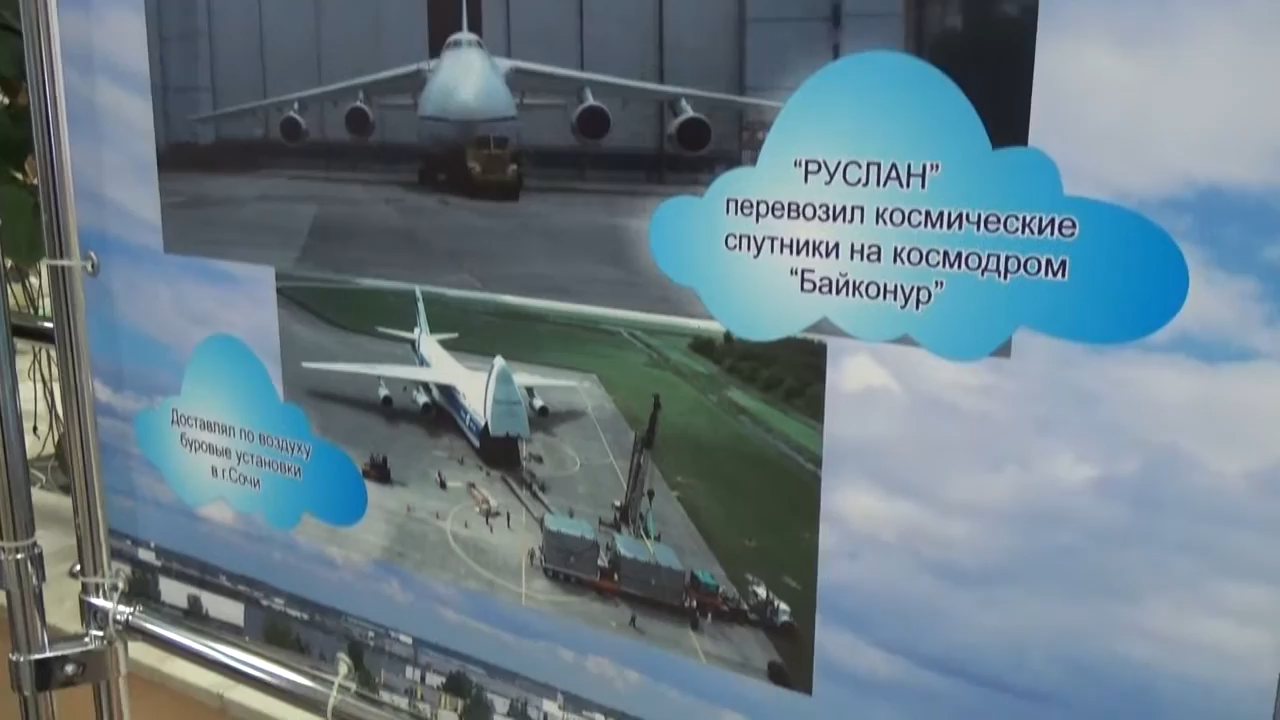 “РУСЛАН”
перевозил космические
спутники на космодром
“Байконур”
Доставлял по воздуху
буровые установки
в г.Сочи